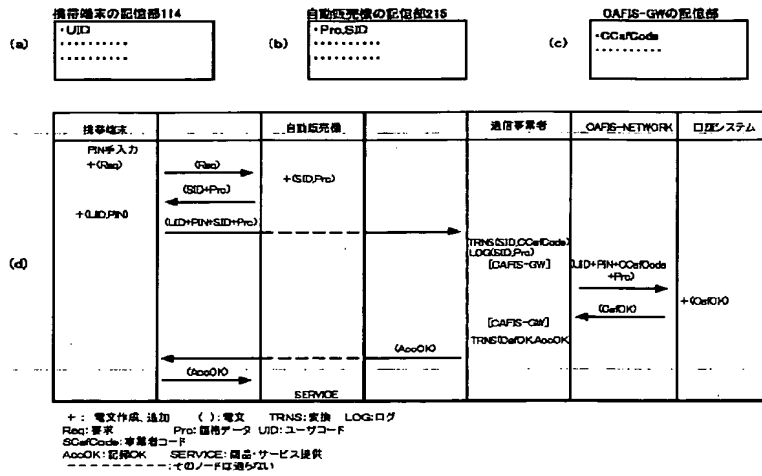 携帯端末の記憶部114
自動販売機の記憶部215
CAFIS-GWの記憶部
(a)
・UID
(b)
・Pro,SID
(c)
・CCafCode
携帯端末
自動販売機
通信事業者
CAFIS-NETWORK
口座システム
PIN手入力
+(Req)
(Req)
+(SID,Pro)
(SID+Pro)
+(UID,PIN)
(UID+PIN+SID+Pro)
(d)
TRNS(SID,CCafCode)
LOG(SID,Pro)
[CAFIS-GW]
(UID+PIN+CCafCode
+Pro)
+(CafOK)
(CafOK)
[CAFIS-GW]
TRNS(CafOK,AccOK)
(AccOK)
(AccOK)
SERVICE
+: 電文作成、追加 ( ):電文 TRNS:変換 LOG:ログ
Req:要求 Pro:価格データ UID:ユーザコード
SCafCode:事業者コード
AccOK:記録OK SERVICE:商品・サービス提供
----------:そのノードは通らない